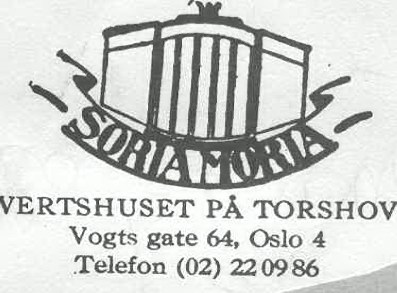 SORIA MORIA
VERTSHUSET PÅ TORSHOV
Vogts gate 64, Oslo 4
Telefon (02) 22 09 86